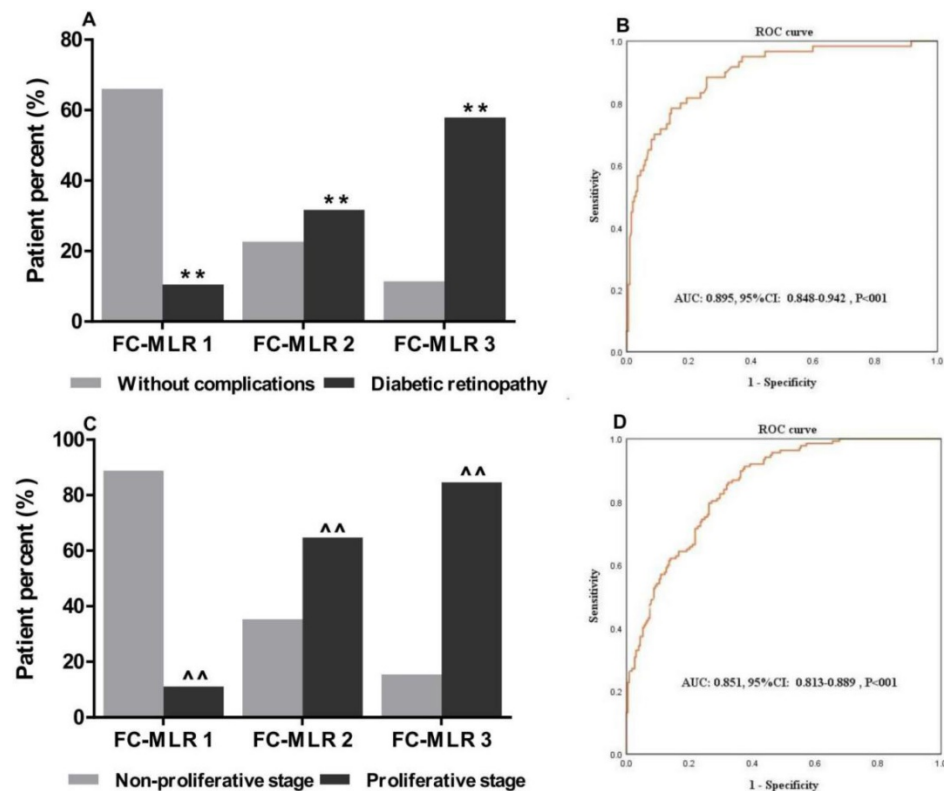 A
Patient percent (%)
80
60
40
20
0
**
**
**
FC-MLR 1 FC-MLR 2 FC-MLR 3
Without complications Diabetic retinopathy
B
ROC curve
Sensitivity
1.0
0.8
0.6
0.4
0.2
0.0
AUC: 0.895, 95%CI: 0.848-0.942 , P<001
0.0 0.2 0.4 0.6 0.8 1.0
1 - Specificity
C
Patient percent (%)
100
80
60
40
20
0
^^
^^
^^
FC-MLR 1 FC-MLR 2 FC-MLR 3
Non-proliferative stage Proliferative stage
D
ROC curve
Sensitivity
1.0
0.8
0.6
0.4
0.2
0.0
AUC: 0.851, 95%CI: 0.813-0.889 , P<001
0.0 0.2 0.4 0.6 0.8 1.0
1 - Specificity